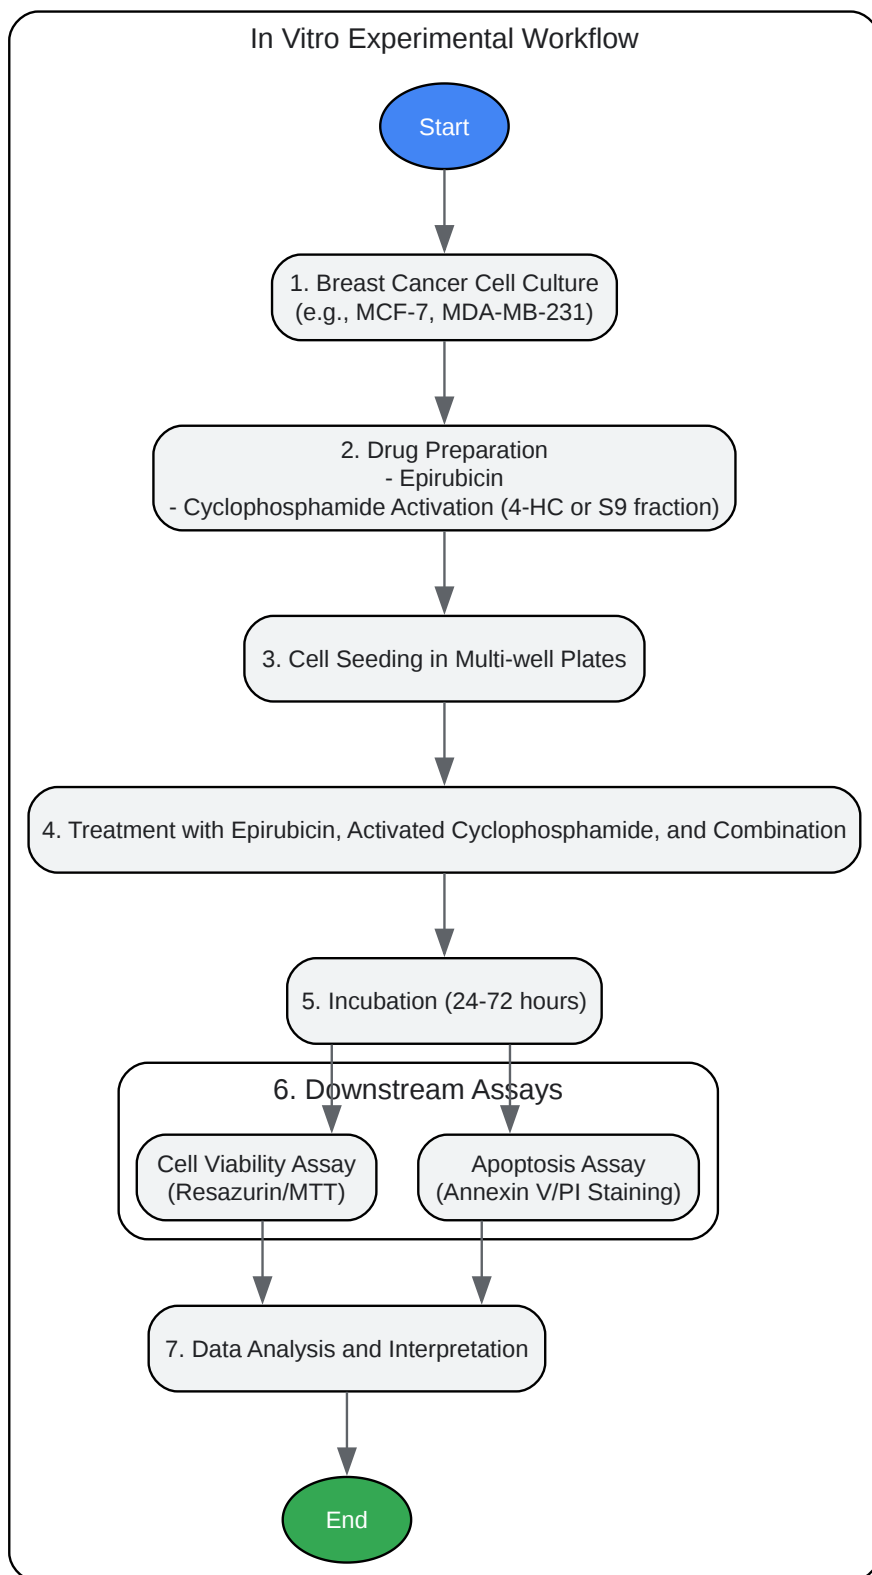 In Vitro Experimental Workflow
Start
1. Breast Cancer Cell Culture
(e.g., MCF-7, MDA-MB-231)
2. Drug Preparation
- Epirubicin
- Cyclophosphamide Activation (4-HC or S9 fraction)
3. Cell Seeding in Multi-well Plates
4. Treatment with Epirubicin, Activated Cyclophosphamide, and Combination
5. Incubation (24-72 hours)
6. Downstream Assays
Cell Viability Assay
(Resazurin/MTT)
Apoptosis Assay
(Annexin V/PI Staining)
7. Data Analysis and Interpretation
End